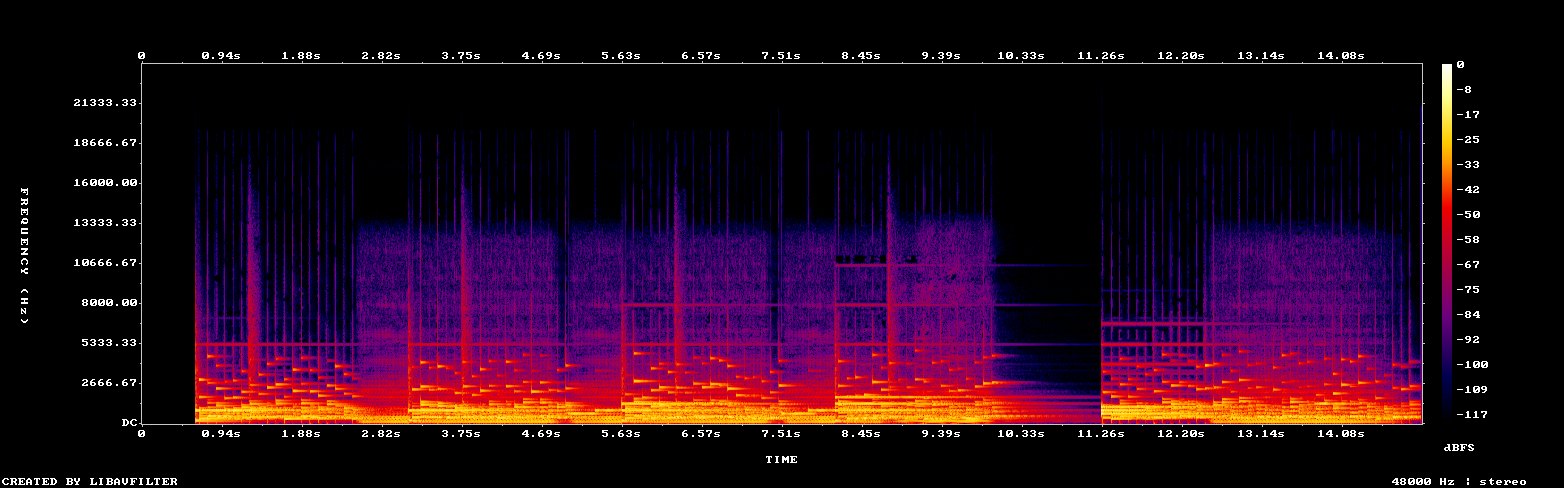 0 0.94s 1.88s 2.82s 3.75s 4.69s 5.63s 6.57s 7.51s 8.45s 9.39s 10.33s 11.26s 12.20s 13.14s 14.08s
21333.33
18666.67
16000.00
13333.33
10666.67
8000.00
5333.33
2666.67
DC
FREQUENCY (Hz)
0
-8
-17
-25
-33
-42
-50
-58
-67
-75
-84
-92
-100
-109
-117
dBFS
0 0.94s 1.88s 2.82s 3.75s 4.69s 5.63s 6.57s 7.51s 8.45s 9.39s 10.33s 11.26s 12.20s 13.14s 14.08s
TIME
CREATED BY LIBAVFILTER
48000 Hz | stereo